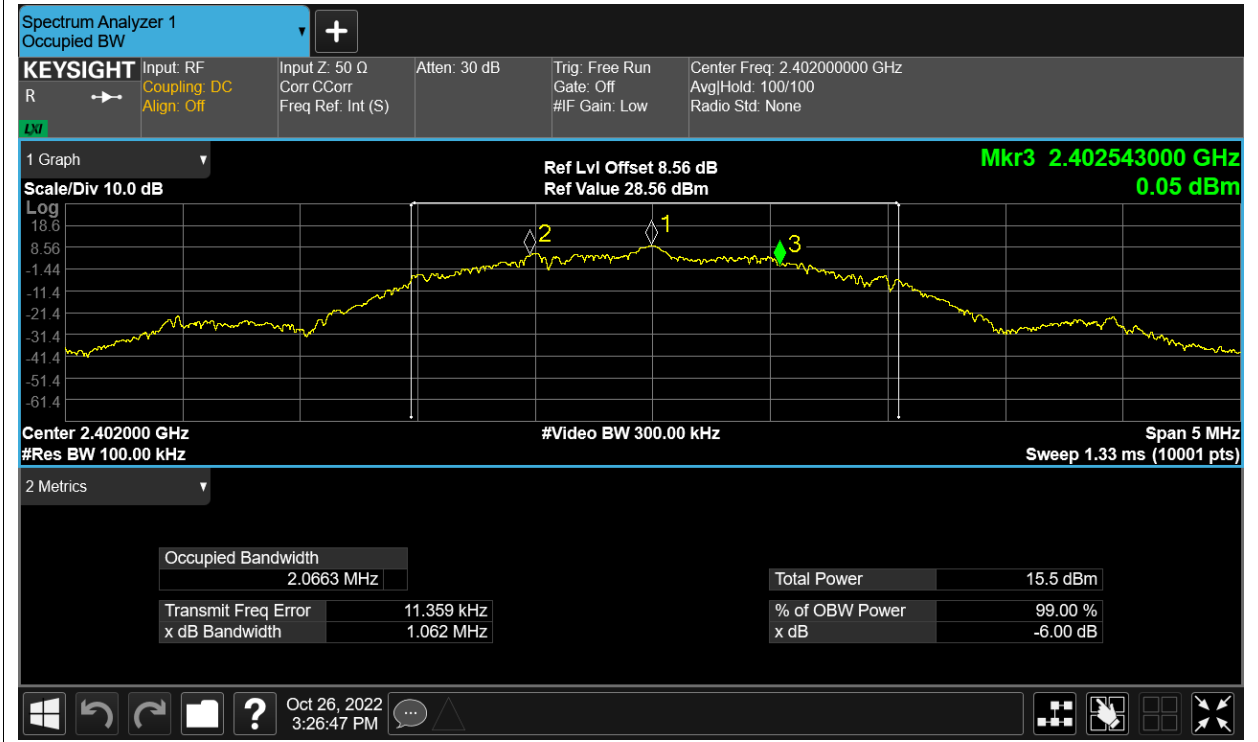 Spectrum Analyzer 1
Occupied BW
KEYSIGHT
R
LXI
Input: RF
Coupling: DC
Align: Off
Input Z: 50 Ω
Corr CCorr
Freq Ref: Int (S)
Atten: 30 dB
Trig: Free Run
Gate: Off
#IF Gain: Low
Center Freq: 2.402000000 GHz
Avg|Hold: 100/100
Radio Std: None
1 Graph
Scale/Div 10.0 dB
Ref Lvl Offset 8.56 dB
Ref Value 28.56 dBm
Mkr3 2.402543000 GHz
0.05 dBm
Log
18.6
8.56
-1.44
-11.4
-21.4
-31.4
-41.4
-51.4
-61.4
2
1
3
Center 2.402000 GHz
#Res BW 100.00 kHz
#Video BW 300.00 kHz
Span 5 MHz
Sweep 1.33 ms (10001 pts)
2 Metrics
Occupied Bandwidth
2.0663 MHz
Transmit Freq Error 11.359 kHz
x dB Bandwidth 1.062 MHz
Total Power 15.5 dBm
% of OBW Power 99.00 %
x dB -6.00 dB
?
Oct 26, 2022
3:26:47 PM